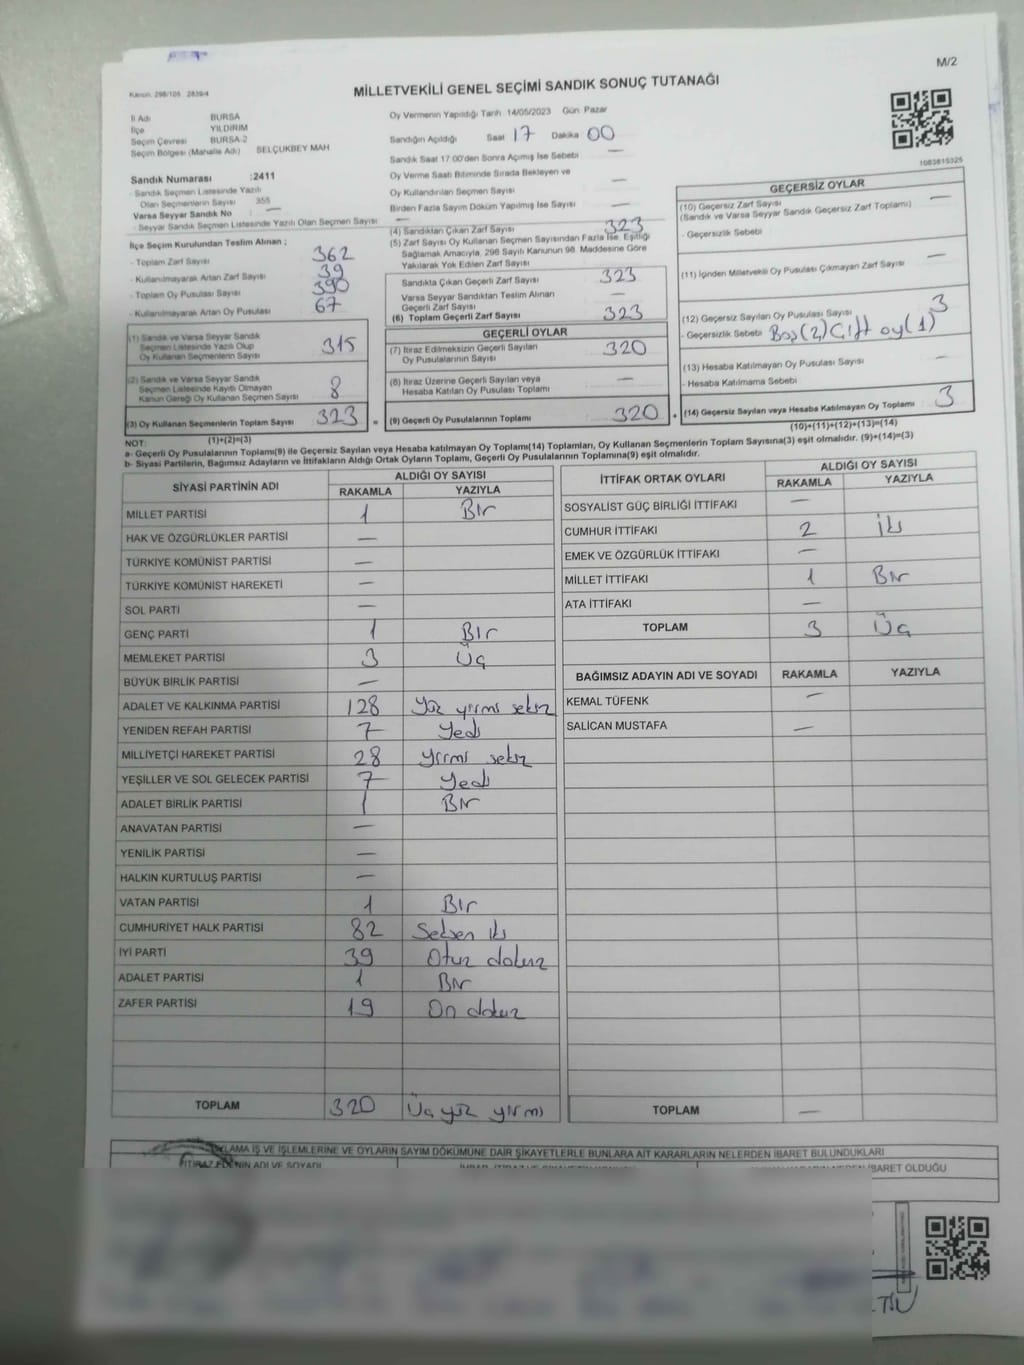 M/2
Kanun. 298/105 2839/4
MİLLETVEKİLİ GENEL SEÇİMİ SANDIK SONUÇ TUTANAĞI
İl Adı BURSA
İlçe YILDIRIM
Seçim Çevresi BURSA-2
Seçim Bölgesi (Mahalle Adı) SELÇUKBEY MAH
Sandık Numarası :2411
- Sandık Seçmen Listesinde Yazılı
Olan Seçmenlerin Sayısı 355
Varsa Seyyar Sandık No —
- Seyyar Sandık Seçmen Listesinde Yazılı Olan Seçmen Sayısı —
İlçe Seçim Kurulundan Teslim Alınan ;
- Toplam Zarf Sayısı 362
- Kullanılmayarak Artan Zarf Sayısı 39
- Toplam Oy Pusulası Sayısı 390
- Kullanılmayarak Artan Oy Pusulası 67
(1) Sandık ve Varsa Seyyar Sandık
Seçmen Listesinde Yazılı Olup
Oy Kullanan Seçmenlerin Sayısı 315
(2) Sandık ve Varsa Seyyar Sandık
Seçmen Listesinde Kayıtlı Olmayan
Kanun Gereği Oy Kullanan Seçmen Sayısı 8
(3) Oy Kullanan Seçmenlerin Toplam Sayısı 323
(1)+(2)=(3)
Oy Vermenin Yapıldığı Tarih 14/05/2023 Gün Pazar
Sandığın Açıldığı Saat 17 Dakika 00
Sandık Saat 17.00'den Sonra Açılmış İse Sebebi —
Oy Verme Saati Bitiminde Sırada Bekleyen ve
Oy Kullandırılan Seçmen Sayısı —
Birden Fazla Sayım Döküm Yapılmış İse Sayısı —
(4) Sandıktan Çıkan Zarf Sayısı 323
(5) Zarf Sayısı Oy Kullanan Seçmen Sayısından Fazla İse, Eşitliği
Sağlamak Amacıyla, 298 Sayılı Kanunun 98. Maddesine Göre
Yakılarak Yok Edilen Zarf Sayısı
Sandıkta Çıkan Geçerli Zarf Sayısı 323
Varsa Seyyar Sandıktan Teslim Alınan
Geçerli Zarf Sayısı —
(6) Toplam Geçerli Zarf Sayısı 323
GEÇERLİ OYLAR
(7) İtiraz Edilmeksizin Geçerli Sayılan
Oy Pusulalarının Sayısı 320
(8) İtiraz Üzerine Geçerli Sayılan veya
Hesaba Katılan Oy Pusulası Toplamı —
= (9) Geçerli Oy Pusulalarının Toplamı 320 +
1083815325
GEÇERSİZ OYLAR
(10) Geçersiz Zarf Sayısı —
(Sandık ve Varsa Seyyar Sandık Geçersiz Zarf Toplamı)
- Geçersizlik Sebebi
(11) İçinden Milletvekili Oy Pusulası Çıkmayan Zarf Sayısı —
(12) Geçersiz Sayılan Oy Pusulası Sayısı 3
- Geçersizlik Sebebi Boş(2) Çift oy(1)
(13) Hesaba Katılmayan Oy Pusulası Sayısı —
Hesaba Katılmama Sebebi
(14) Geçersiz Sayılan veya Hesaba Katılmayan Oy Toplamı 3
(10)+(11)+(12)+(13)=(14)
NOT:
a- Geçerli Oy Pusulalarının Toplamı(9) ile Geçersiz Sayılan veya Hesaba katılmayan Oy Toplamı(14) Toplamları, Oy Kullanan Seçmenlerin Toplam Sayısına(3) eşit olmalıdır. (9)+(14)=(3)
b- Siyasi Partilerin, Bağımsız Adayların ve İttifakların Aldığı Ortak Oyların Toplamı, Geçerli Oy Pusulalarının Toplamına(9) eşit olmalıdır.
SİYASİ PARTİNİN ADI ALDIĞI OY SAYISI
RAKAMLA YAZIYLA
MİLLET PARTİSİ 1 Bir
HAK VE ÖZGÜRLÜKLER PARTİSİ —
TÜRKİYE KOMÜNİST PARTİSİ —
TÜRKİYE KOMÜNİST HAREKETİ —
SOL PARTİ —
GENÇ PARTİ 1 Bir
MEMLEKET PARTİSİ 3 Üç
BÜYÜK BİRLİK PARTİSİ —
ADALET VE KALKINMA PARTİSİ 128 Yüz yirmi sekiz
YENİDEN REFAH PARTİSİ 7 Yedi
MİLLİYETÇİ HAREKET PARTİSİ 28 yirmi sekiz
YEŞİLLER VE SOL GELECEK PARTİSİ 7 Yedi
ADALET BİRLİK PARTİSİ 1 Bir
ANAVATAN PARTİSİ —
YENİLİK PARTİSİ —
HALKIN KURTULUŞ PARTİSİ —
VATAN PARTİSİ 1 Bir
CUMHURİYET HALK PARTİSİ 82 Seksen iki
İYİ PARTİ 39 Otuz dokuz
ADALET PARTİSİ 1 Bir
ZAFER PARTİSİ 19 On dokuz
TOPLAM 320 Üç yüz yirmi
İTTİFAK ORTAK OYLARI ALDIĞI OY SAYISI
RAKAMLA YAZIYLA
SOSYALİST GÜÇ BİRLİĞİ İTTİFAKI —
CUMHUR İTTİFAKI 2 İki
EMEK VE ÖZGÜRLÜK İTTİFAKI —
MİLLET İTTİFAKI 1 Bir
ATA İTTİFAKI —
TOPLAM 3 Üç
BAĞIMSIZ ADAYIN ADI VE SOYADI RAKAMLA YAZIYLA
KEMAL TÜFENK —
SALİCAN MUSTAFA —
TOPLAM —
LAMA İŞ VE İŞLEMLERİNE VE OYLARIN SAYIM DÖKÜMÜNE DAİR ŞİKAYETLERLE BUNLARA AİT KARARLARIN NELERDEN İBARET BULUNDUKLARI
İTİRAZ EDENİN ADI VE SOYADI
İBARET OLDUĞU